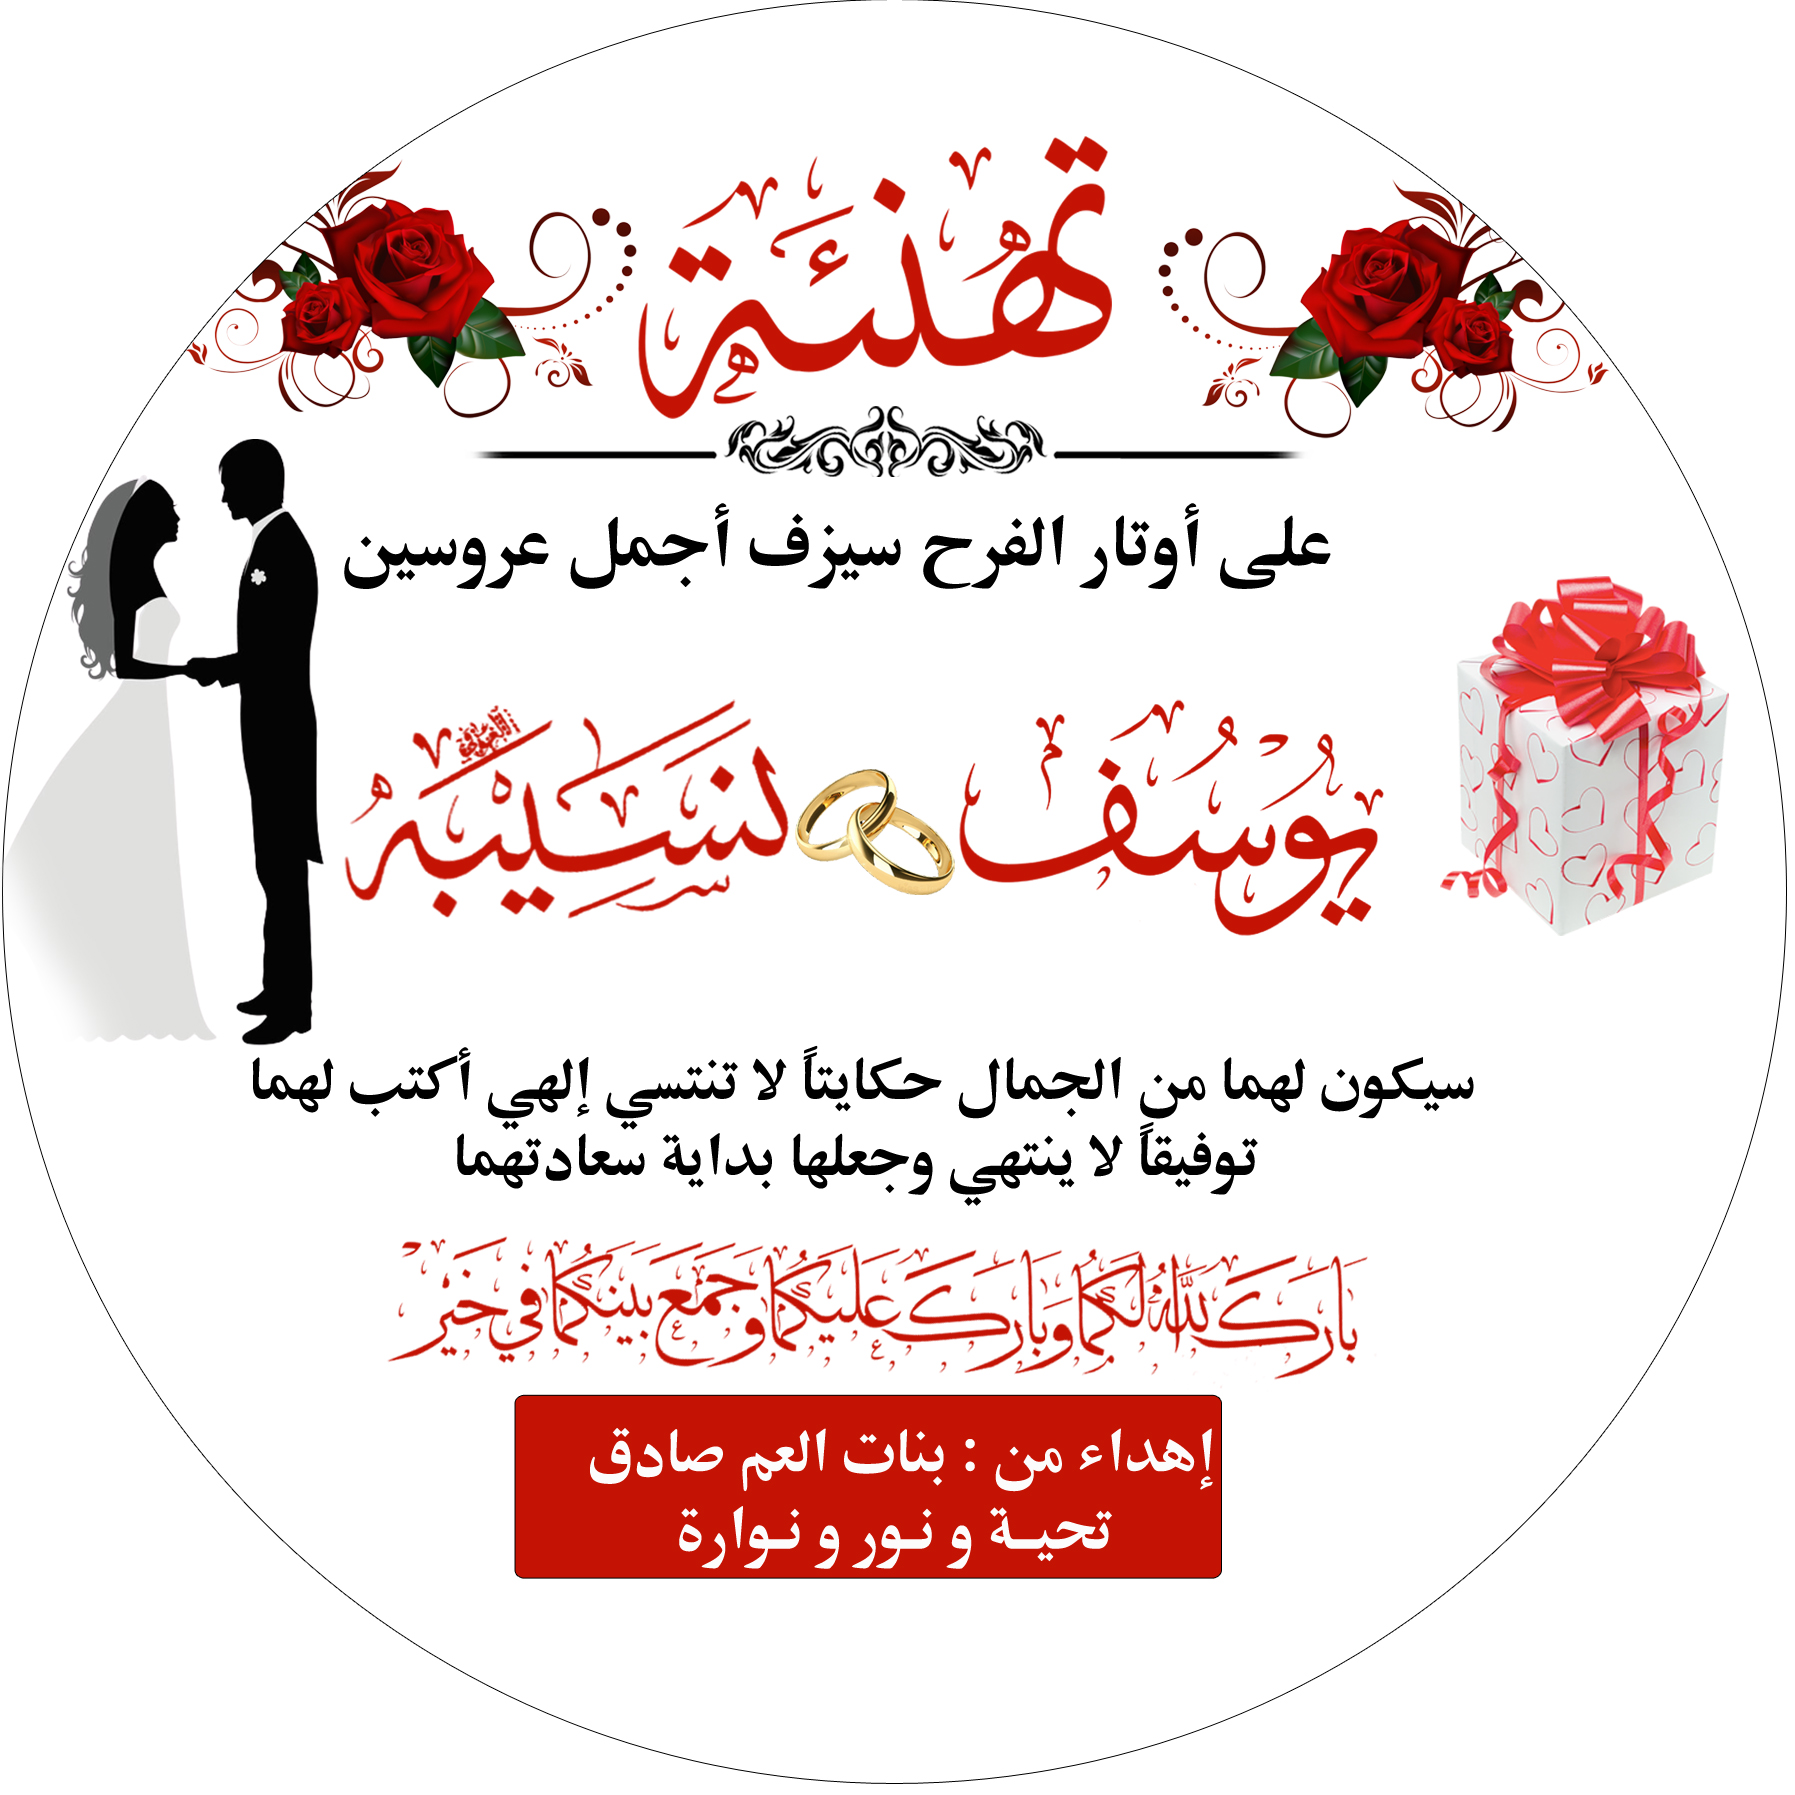 تهنئة
على أوتار الفرح سيزف أجمل عروسين
يوسف نسيبه
سيكون لهما من الجمال حكايتاً لا تنتسي إلهي أكتب لهما
توفيقاً لا ينتهي وجعلها بداية سعادتهما
بارك الله لكما وبارك عليكما وجمع بينكما في خير
إهداء من : بنات العم صادق
تحيـة و نـور و نـوارة